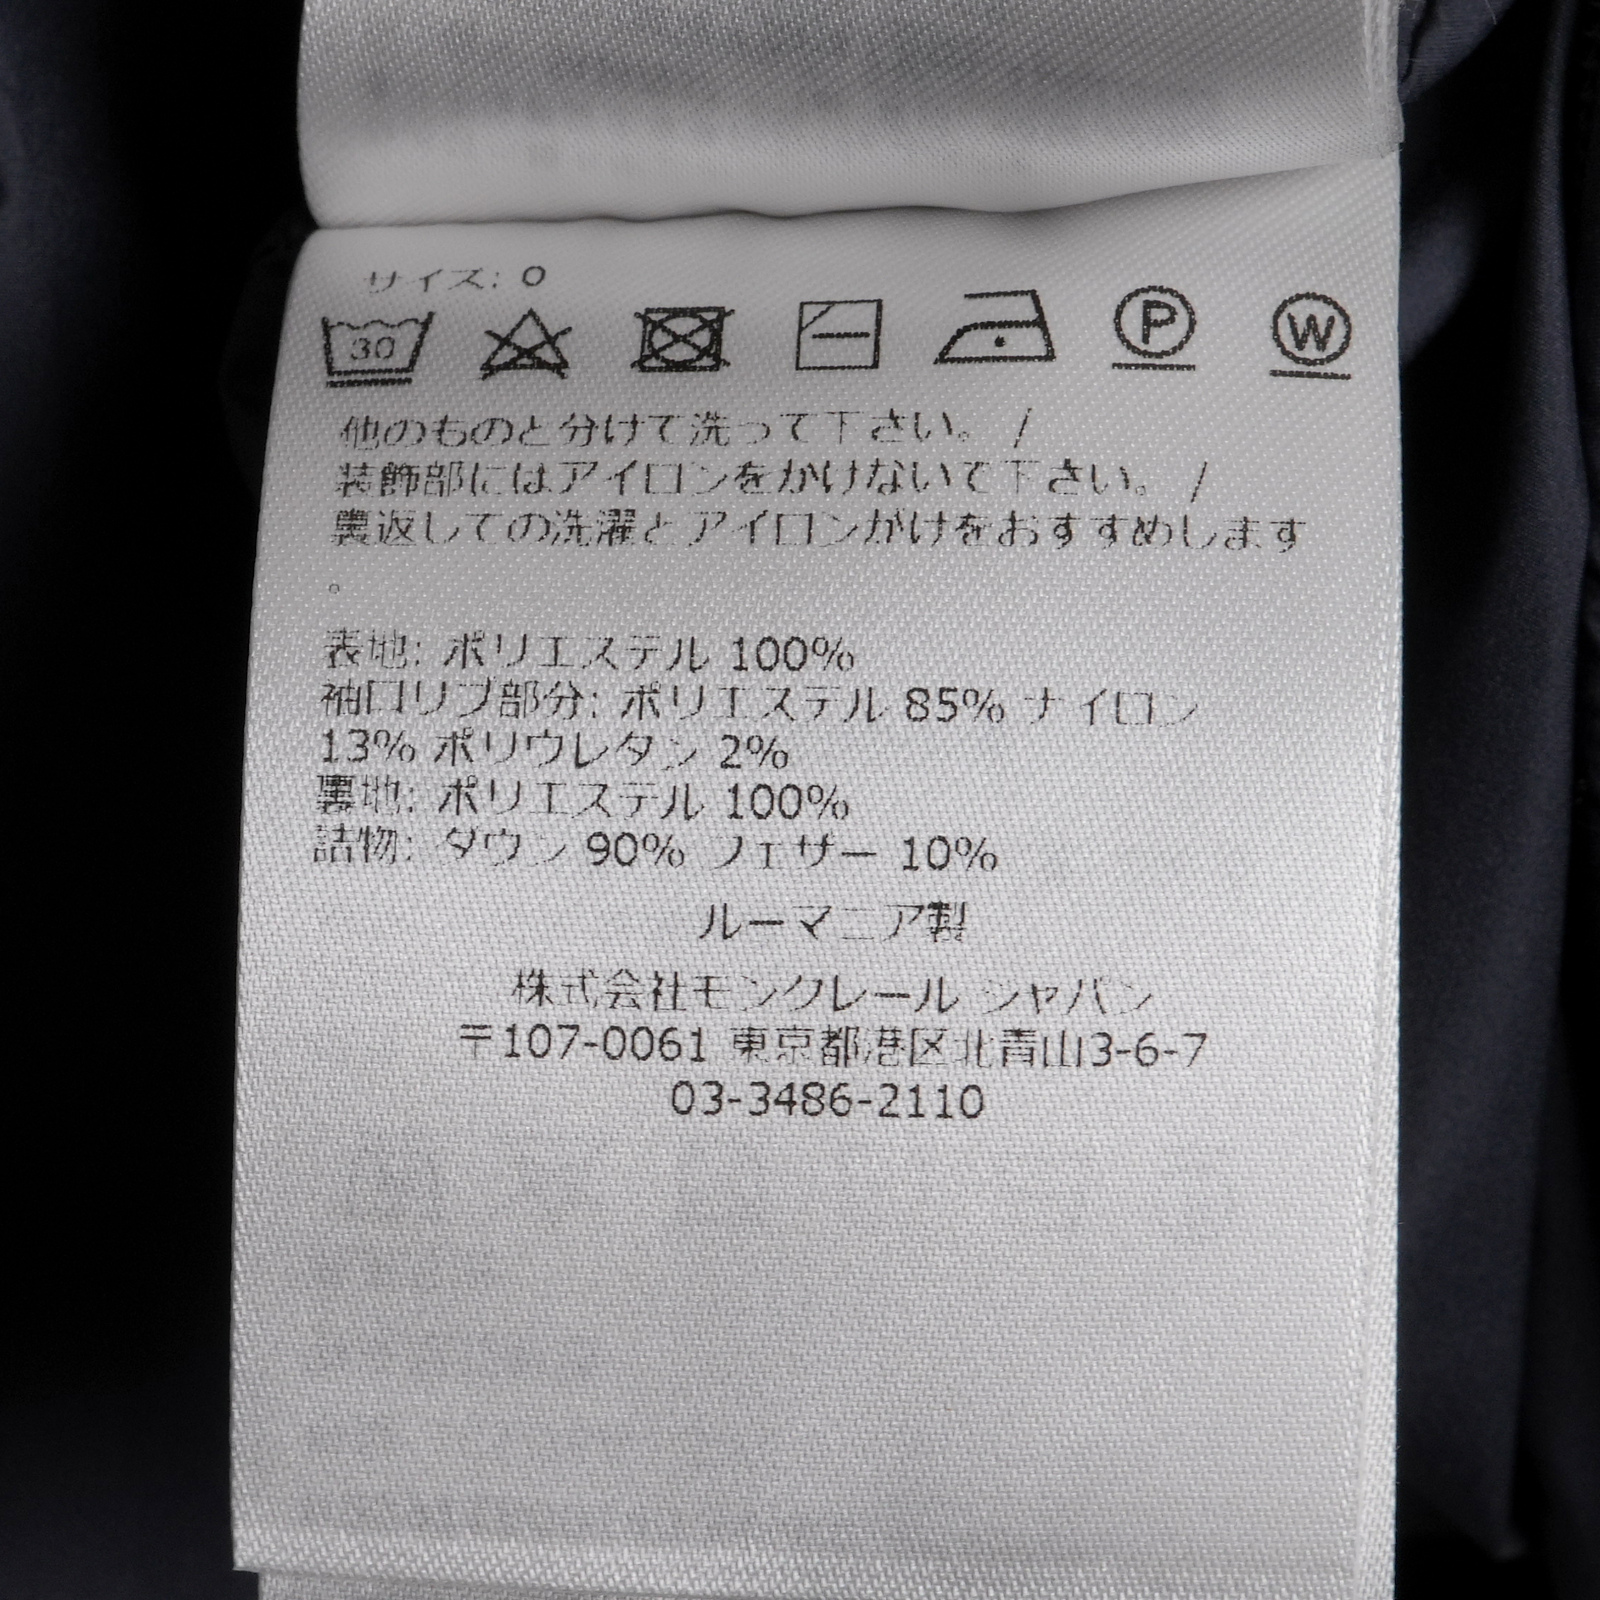 サイズ: 0
30
P W
他のものと分けて洗って下さい。 /
装飾部にはアイロンをかけないで下さい。 /
裏返しての洗濯とアイロンがけをおすすめします
。
表地: ポリエステル 100%
袖口リブ部分: ポリエステル 85% ナイロン
13% ポリウレタン 2%
裏地: ポリエステル 100%
詰物: ダウン 90% フェザー 10%
ルーマニア製
株式会社モンクレール ジャパン
〒107-0061 東京都港区北青山3-6-7
03-3486-2110